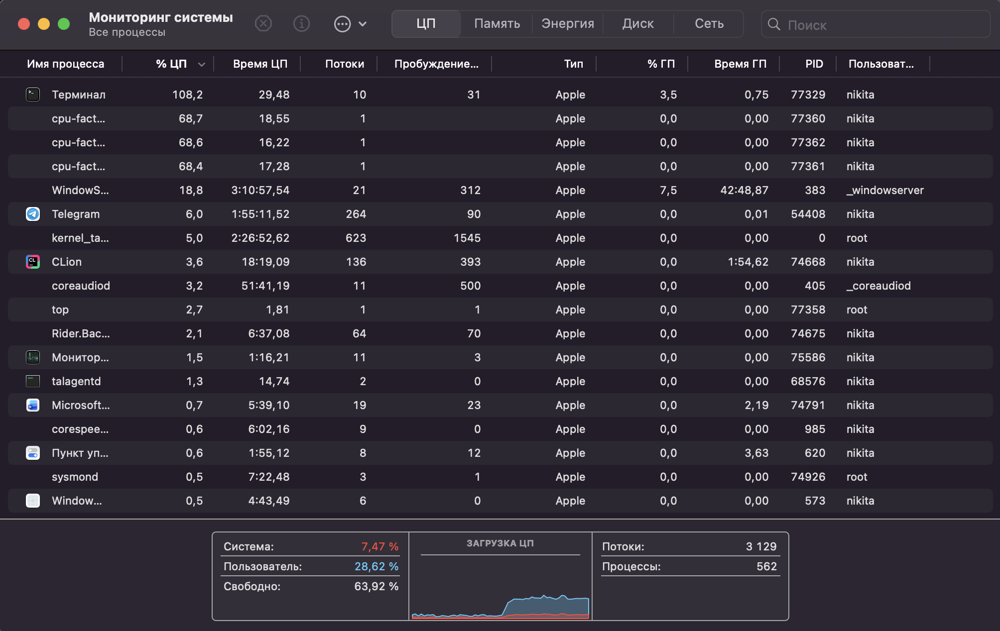 Мониторинг системы
Все процессы
ЦП Память Энергия Диск Сеть Поиск
Имя процесса % ЦП Время ЦП Потоки Пробуждение... Тип % ГП Время ГП PID Пользоват...
Терминал 108,2 29,48 10 31 Apple 3,5 0,75 77329 nikita
cpu-fact... 68,7 18,55 1 Apple 0,0 0,00 77360 nikita
cpu-fact... 68,6 16,22 1 Apple 0,0 0,00 77362 nikita
cpu-fact... 68,4 17,28 1 Apple 0,0 0,00 77361 nikita
WindowS... 18,8 3:10:57,54 21 312 Apple 7,5 42:48,87 383 _windowserver
Telegram 6,0 1:55:11,52 264 90 Apple 0,0 0,01 54408 nikita
kernel_ta... 5,0 2:26:52,62 623 1545 Apple 0,0 0,00 0 root
CLion 3,6 18:19,09 136 393 Apple 0,0 1:54,62 74668 nikita
coreaudiod 3,2 51:41,19 11 500 Apple 0,0 0,00 405 _coreaudiod
top 2,7 1,81 1 1 Apple 0,0 0,00 77358 root
Rider.Bac... 2,1 6:37,08 64 70 Apple 0,0 0,00 74675 nikita
Монитор... 1,5 1:16,21 11 3 Apple 0,0 0,00 75586 nikita
talagentd 1,3 14,74 2 0 Apple 0,0 0,00 68576 nikita
Microsoft... 0,7 5:39,10 19 23 Apple 0,0 2,19 74791 nikita
corespee... 0,6 6:02,16 9 0 Apple 0,0 0,00 985 nikita
Пункт уп... 0,6 1:55,12 8 12 Apple 0,0 3,63 620 nikita
sysmond 0,5 7:22,48 3 1 Apple 0,0 0,00 74926 root
Window... 0,5 4:43,49 6 0 Apple 0,0 0,00 573 nikita
Система: 7,47 %
Пользователь: 28,62 %
Свободно: 63,92 %
ЗАГРУЗКА ЦП
Потоки: 3 129
Процессы: 562